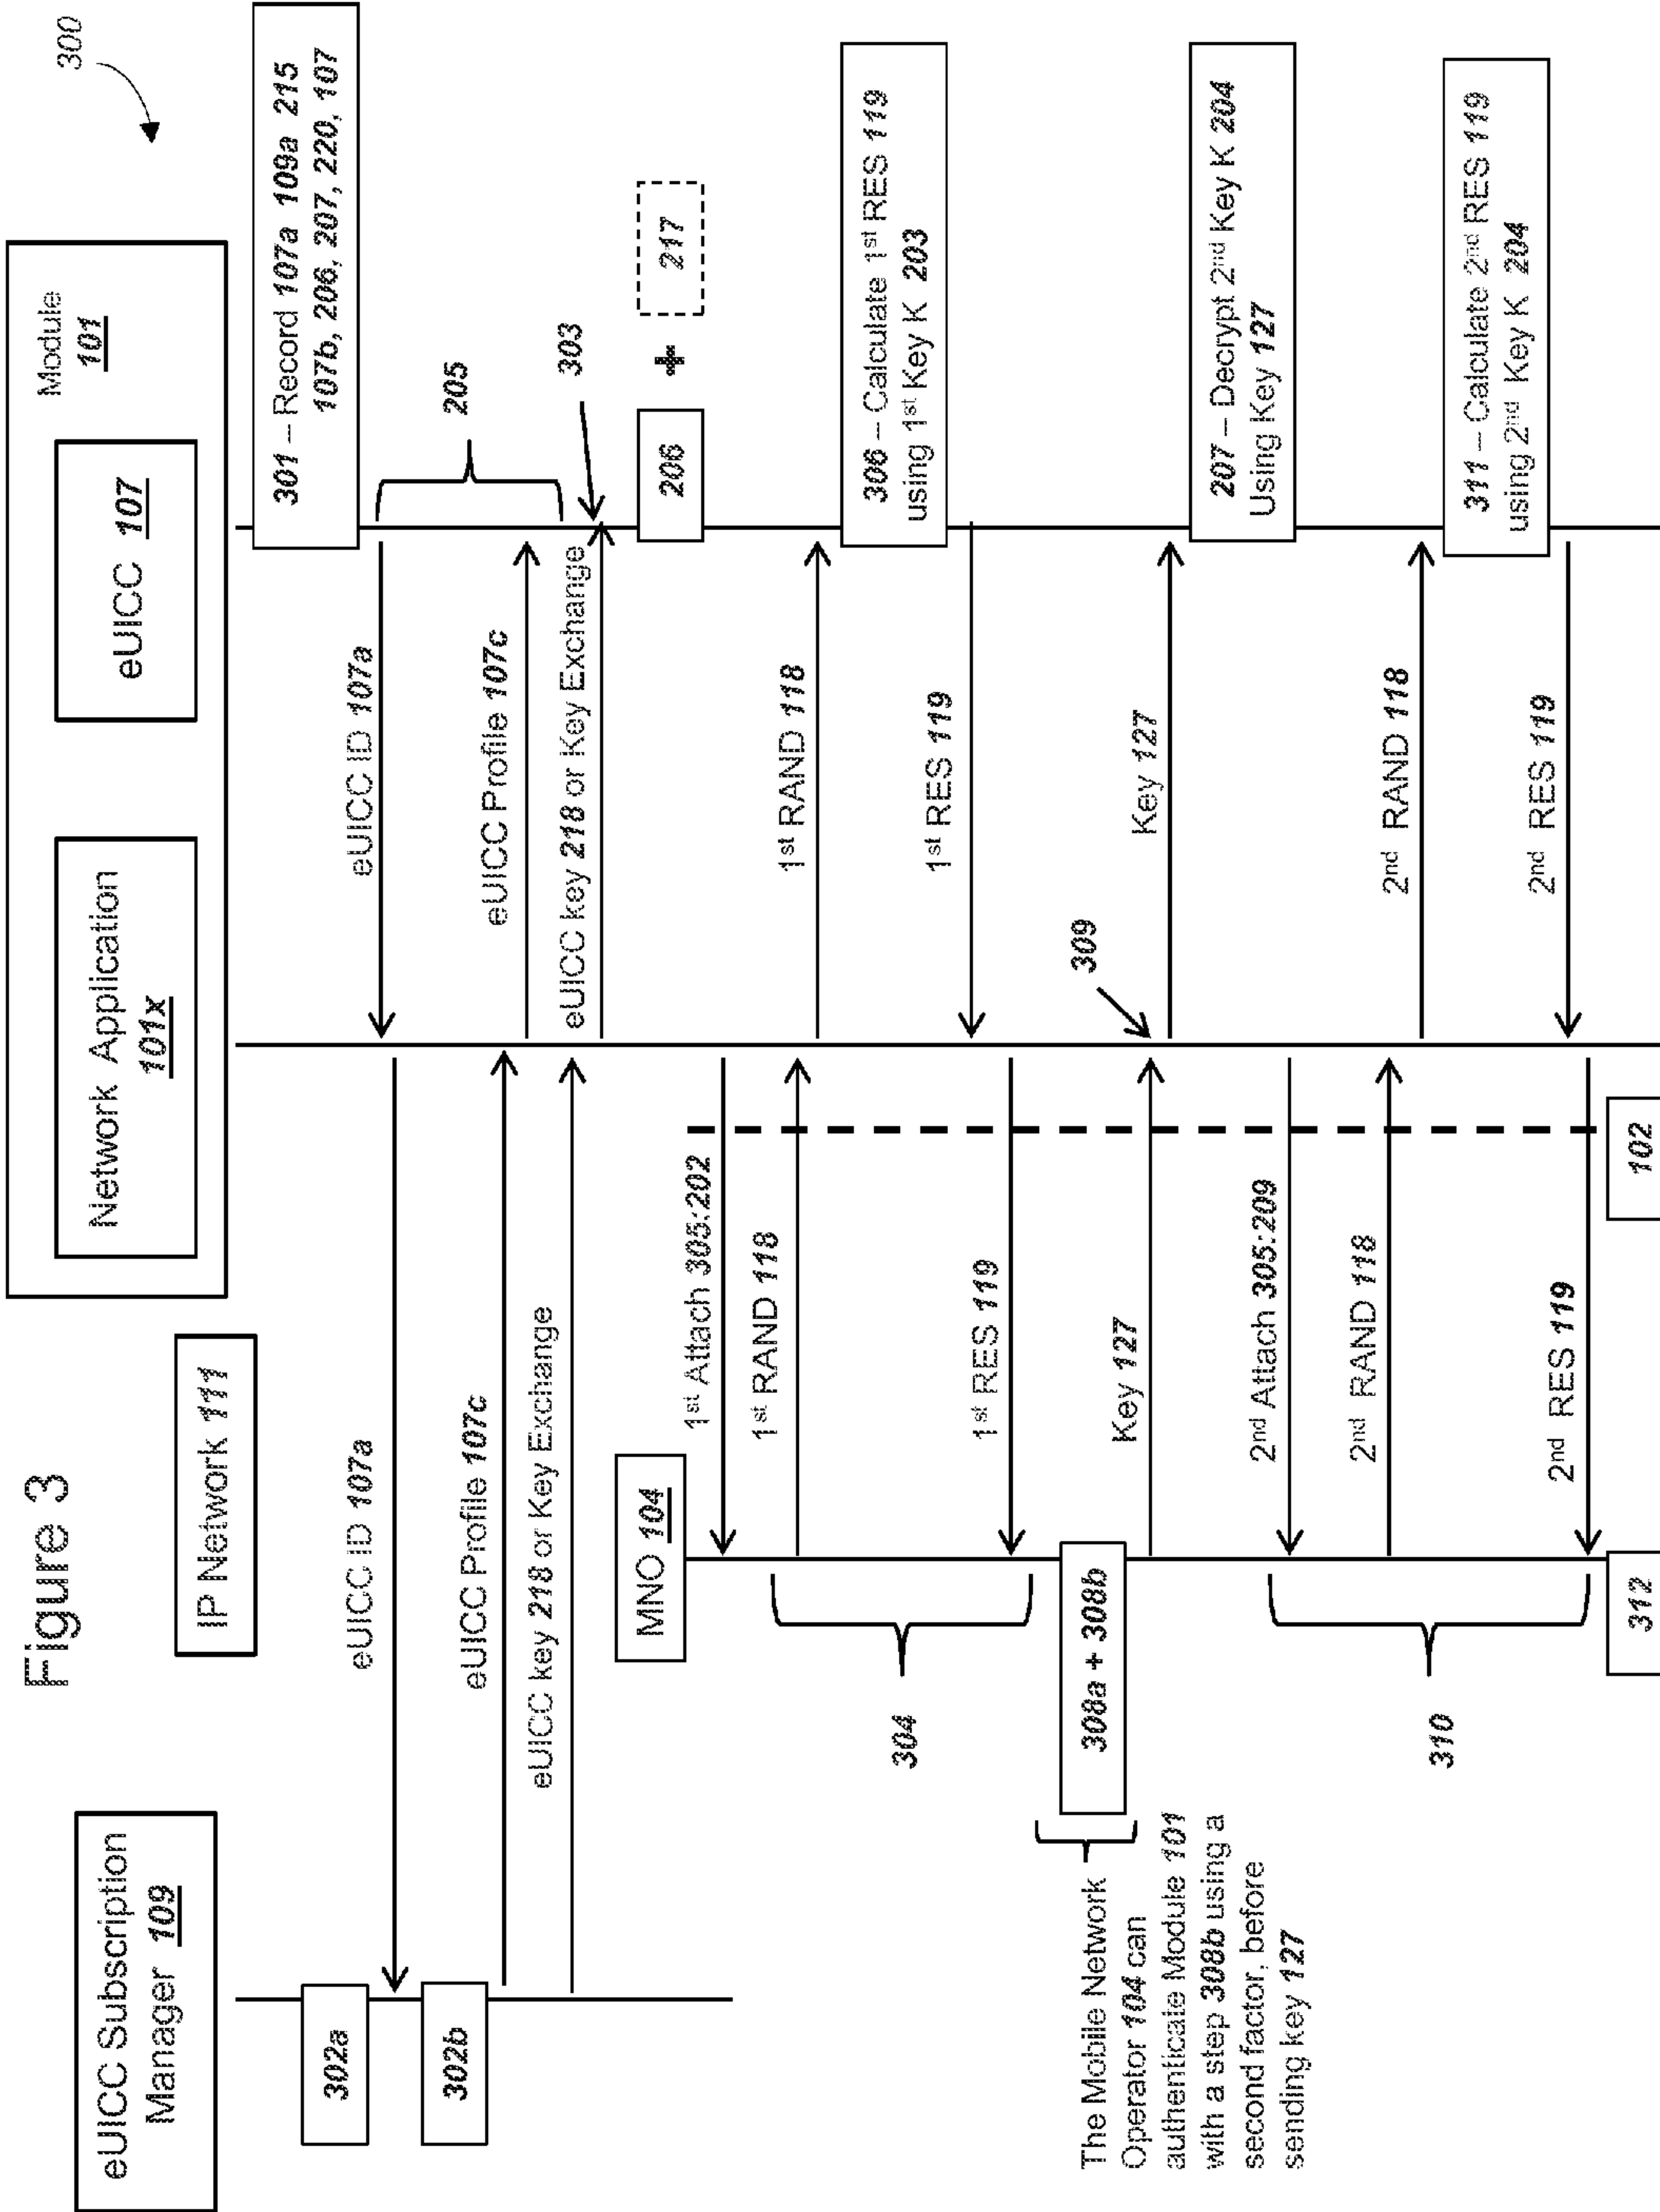 Figure 3
300
eUICC Subscription
Manager 109
IP Network 111
Module
101
Network Application
101x
eUICC 107
301 – Record 107a 109a 215
107b, 206, 207, 220, 107
302a
eUICC ID 107a
eUICC ID 107a
205
302b
eUICC Profile 107c
eUICC Profile 107c
eUICC key 218 or Key Exchange
eUICC key 218 or Key Exchange
303
MNO 104
206
+
217
1st Attach 305:202
1st RAND 118
1st RAND 118
306 – Calculate 1st RES 119
using 1st Key K 203
304
1st RES 119
1st RES 119
308a + 308b
309
The Mobile Network
Operator 104 can
authenticate Module 101
with a step 308b using a
second factor, before
sending key 127
Key 127
Key 127
207 – Decrypt 2nd Key K 204
Using Key 127
2nd Attach 305:209
2nd RAND 118
2nd RAND 118
310
311 – Calculate 2nd RES 119
using 2nd Key K 204
2nd RES 119
2nd RES 119
312
102